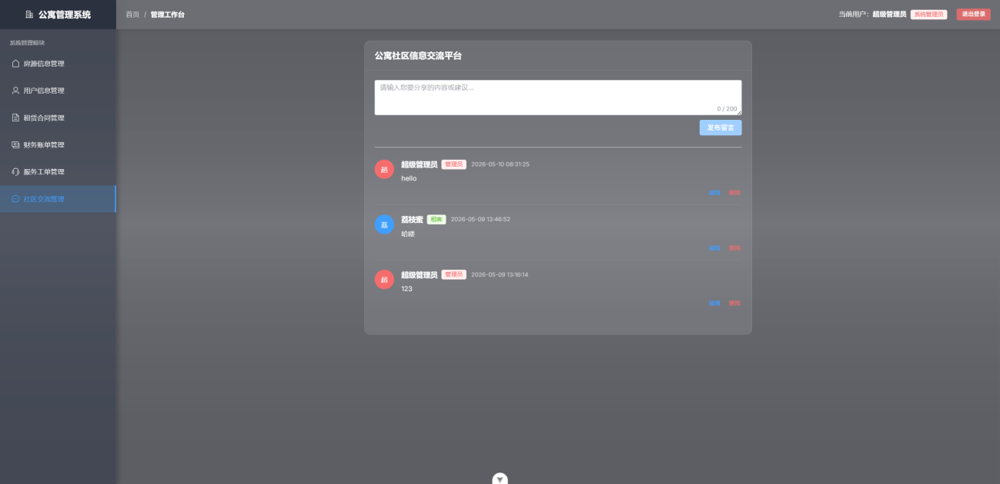 公寓管理系统
首页 / 管理工作台
当前用户： 超级管理员 系统管理员 退出登录
系统管理模块
房源信息管理
用户信息管理
租赁合同管理
财务账单管理
服务工单管理
社区交流管理
公寓社区信息交流平台
请输入您要分享的内容或建议...
0 / 200
发布留言
超 超级管理员 管理员 2026-05-10 08:31:25
hello
编辑 删除
荔 荔枝蜜 租客 2026-05-09 13:46:52
哈喽
编辑 删除
超 超级管理员 管理员 2026-05-09 13:16:14
123
编辑 删除